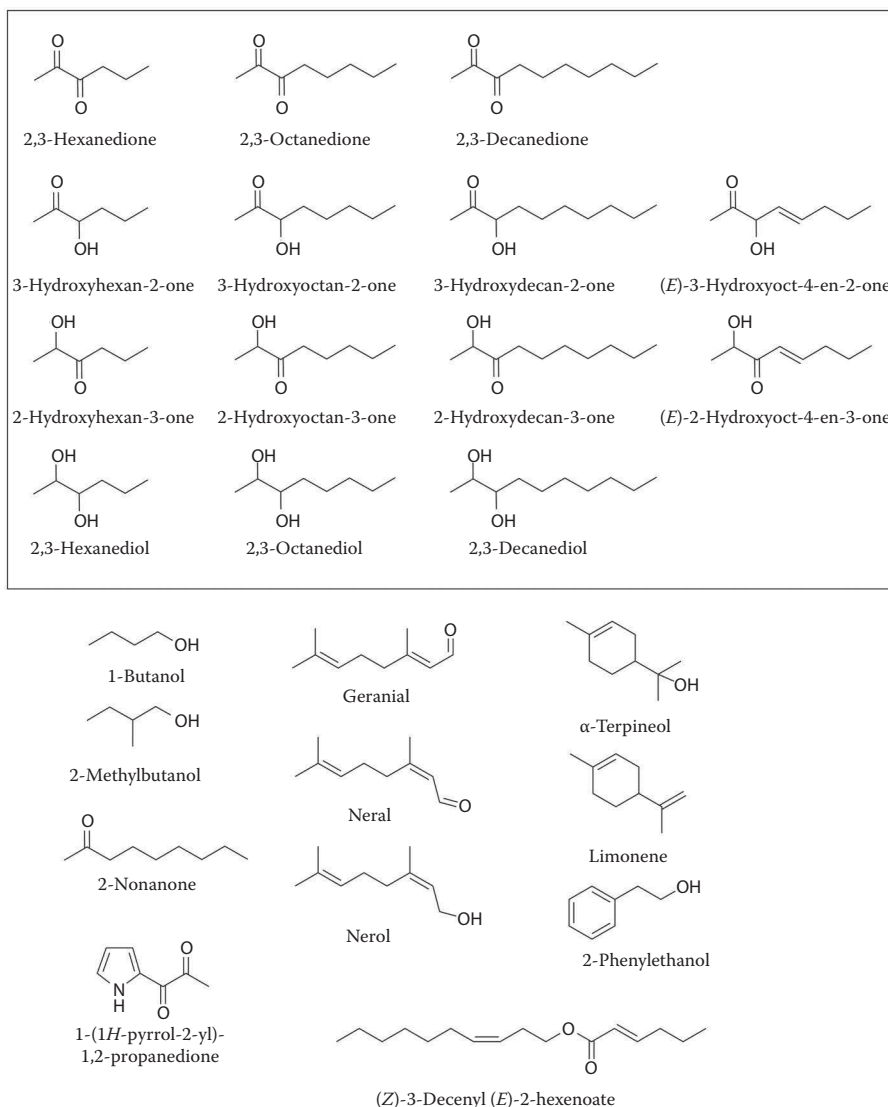 O
O
O
O
O
O
2,3-Hexanedione
2,3-Octanedione
2,3-Decanedione
O
O
O
O
OH
OH
OH
OH
3-Hydroxyhexan-2-one
3-Hydroxyoctan-2-one
3-Hydroxydecan-2-one
(E)-3-Hydroxyoct-4-en-2-one
OH
OH
OH
OH
O
O
O
O
2-Hydroxyhexan-3-one
2-Hydroxyoctan-3-one
2-Hydroxydecan-3-one
(E)-2-Hydroxyoct-4-en-3-one
OH
OH
OH
OH
OH
OH
2,3-Hexanediol
2,3-Octanediol
2,3-Decanediol
OH
1-Butanol
O
Geranial
OH
α-Terpineol
OH
2-Methylbutanol
O
Neral
Limonene
O
2-Nonanone
OH
Nerol
OH
2-Phenylethanol
N
H
O
O
1-(1H-pyrrol-2-yl)-
1,2-propanedione
O
O
(Z)-3-Decenyl (E)-2-hexenoate